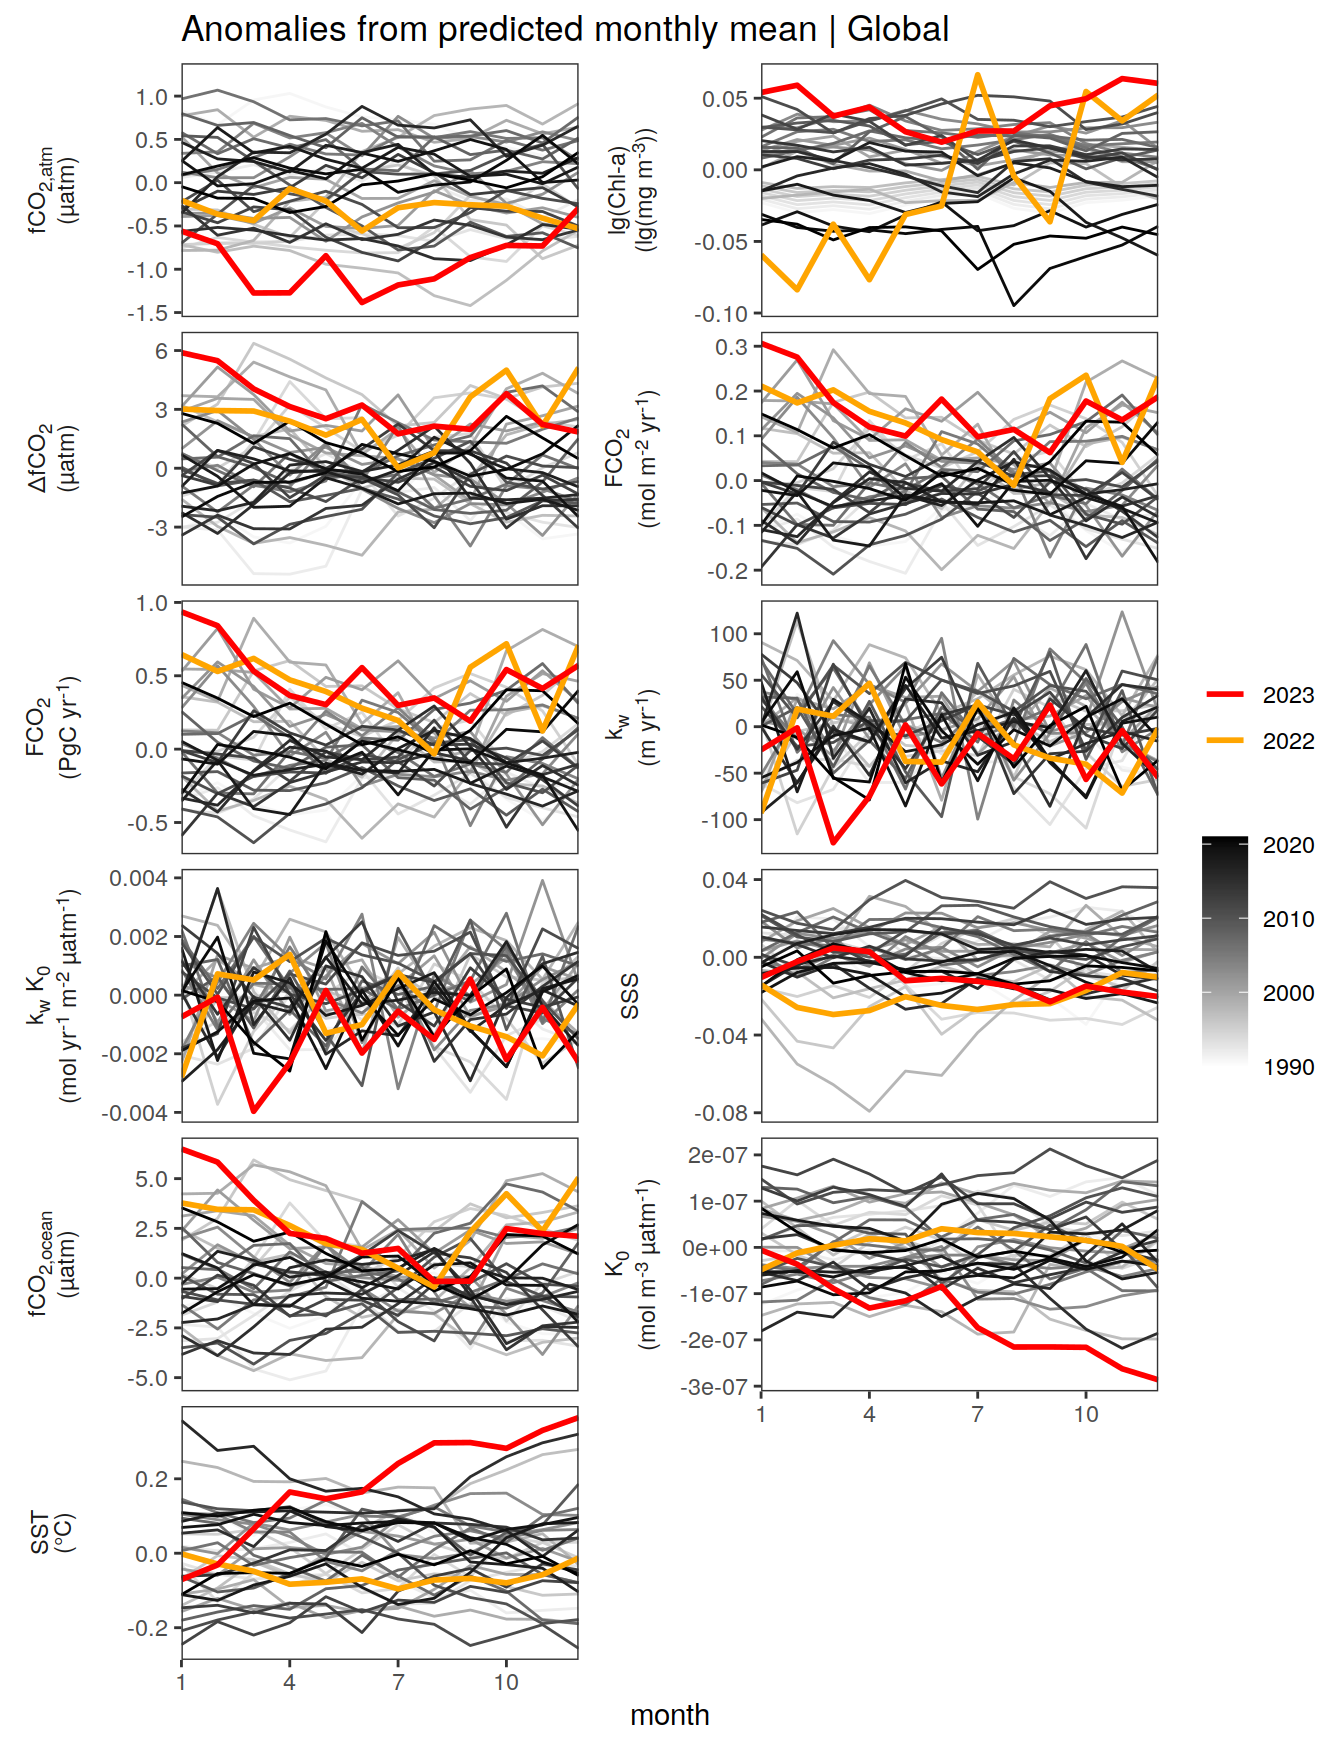 Anomalies from predicted monthly mean | Global
fCO2,atm
(µatm)
1.0
0.5
0.0
-0.5
-1.0
-1.5
lg(Chl-a)
(lg(mg m-3))
0.05
0.00
-0.05
-0.10
ΔfCO2
(µatm)
6
3
0
-3
FCO2
(mol m-2 yr-1)
0.3
0.2
0.1
0.0
-0.1
-0.2
FCO2
(PgC yr-1)
1.0
0.5
0.0
-0.5
kw
(m yr-1)
100
50
0
-50
-100
kw K0
(mol yr-1 m-2 µatm-1)
0.004
0.002
0.000
-0.002
-0.004
SSS
0.04
0.00
-0.04
-0.08
fCO2,ocean
(µatm)
5.0
2.5
0.0
-2.5
-5.0
K0
(mol m-3 µatm-1)
2e-07
1e-07
0e+00
-1e-07
-2e-07
-3e-07
1 4 7 10
SST
(°C)
0.2
0.0
-0.2
1 4 7 10
month
2023
2022
2020
2010
2000
1990